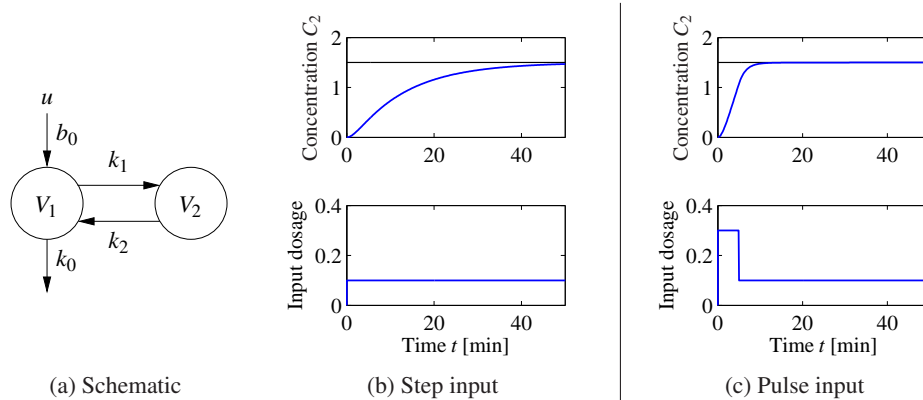 u
b0
k1
V1
V2
k2
k0
(a) Schematic
Concentration C2
2
1
0
0
20
40
Input dosage
0.4
0.2
0
0
20
40
Time t [min]
(b) Step input
Concentration C2
2
1
0
0
20
40
Input dosage
0.4
0.2
0
0
20
40
Time t [min]
(c) Pulse input